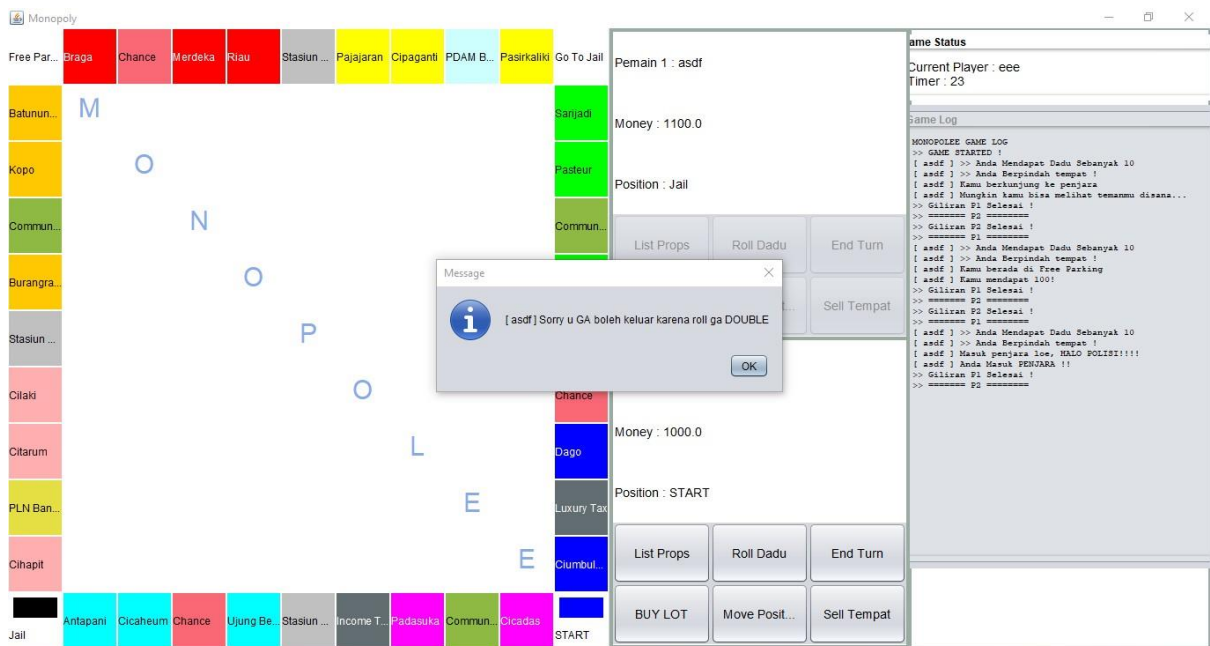 Monopoly
Free Par... Braga Chance Merdeka Riau Stasiun ... Pajajaran Cipaganti PDAM B... Pasirkaliki Go To Jail
Batunun...
Kopo
Commun...
Burangra...
Stasiun ...
Cilaki
Citarum
PLN Ban...
Cihapit
M
O
N
O
P
O
L
E
E
Sarijadi
Pasteur
Commun...
Chance
Dago
Luxury Tax
Ciumbul...
Jail Antapani Cicaheum Chance Ujung Be... Stasiun ... Income T... Padasuka Commun... Cicadas START
Pemain 1 : asdf
Money : 1100.0
Position : Jail
List Props Roll Dadu End Turn
Sell Tempat
Message
[ asdf ] Sorry u GA boleh keluar karena roll ga DOUBLE
OK
Money : 1000.0
Position : START
List Props Roll Dadu End Turn
BUY LOT Move Posit... Sell Tempat
ame Status
Current Player : eee
Timer : 23
Game Log
MONOPOLEE GAME LOG
>> GAME STARTED !
[ asdf ] >> Anda Mendapat Dadu Sebanyak 10
[ asdf ] >> Anda Berpindah tempat !
[ asdf ] Kamu berkunjung ke penjara
[ asdf ] Mungkin kamu bisa melihat temanmu disana...
>> Giliran P1 Selesai !
>> ======= P2 ========
>> Giliran P2 Selesai !
>> ======= P1 ========
[ asdf ] >> Anda Mendapat Dadu Sebanyak 10
[ asdf ] >> Anda Berpindah tempat !
[ asdf ] Kamu berada di Free Parking
[ asdf ] Kamu mendapat 100!
>> Giliran P1 Selesai !
>> ======= P2 ========
>> Giliran P2 Selesai !
>> ======= P1 ========
[ asdf ] >> Anda Mendapat Dadu Sebanyak 10
[ asdf ] >> Anda Berpindah tempat !
[ asdf ] Masuk penjara loe, HALO POLISI!!!!
[ asdf ] Anda Masuk PENJARA !!
>> Giliran P1 Selesai !
>> ======= P2 ========